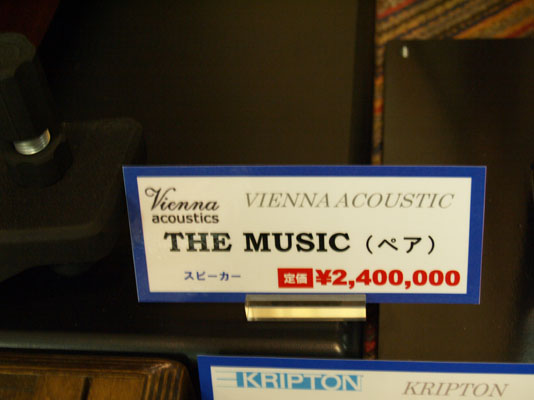 Vienna
acoustics
VIENNA ACOUSTIC
THE MUSIC (ペア)
スピーカー
定価 ¥2,400,000
KRIPTON
KRIPTON